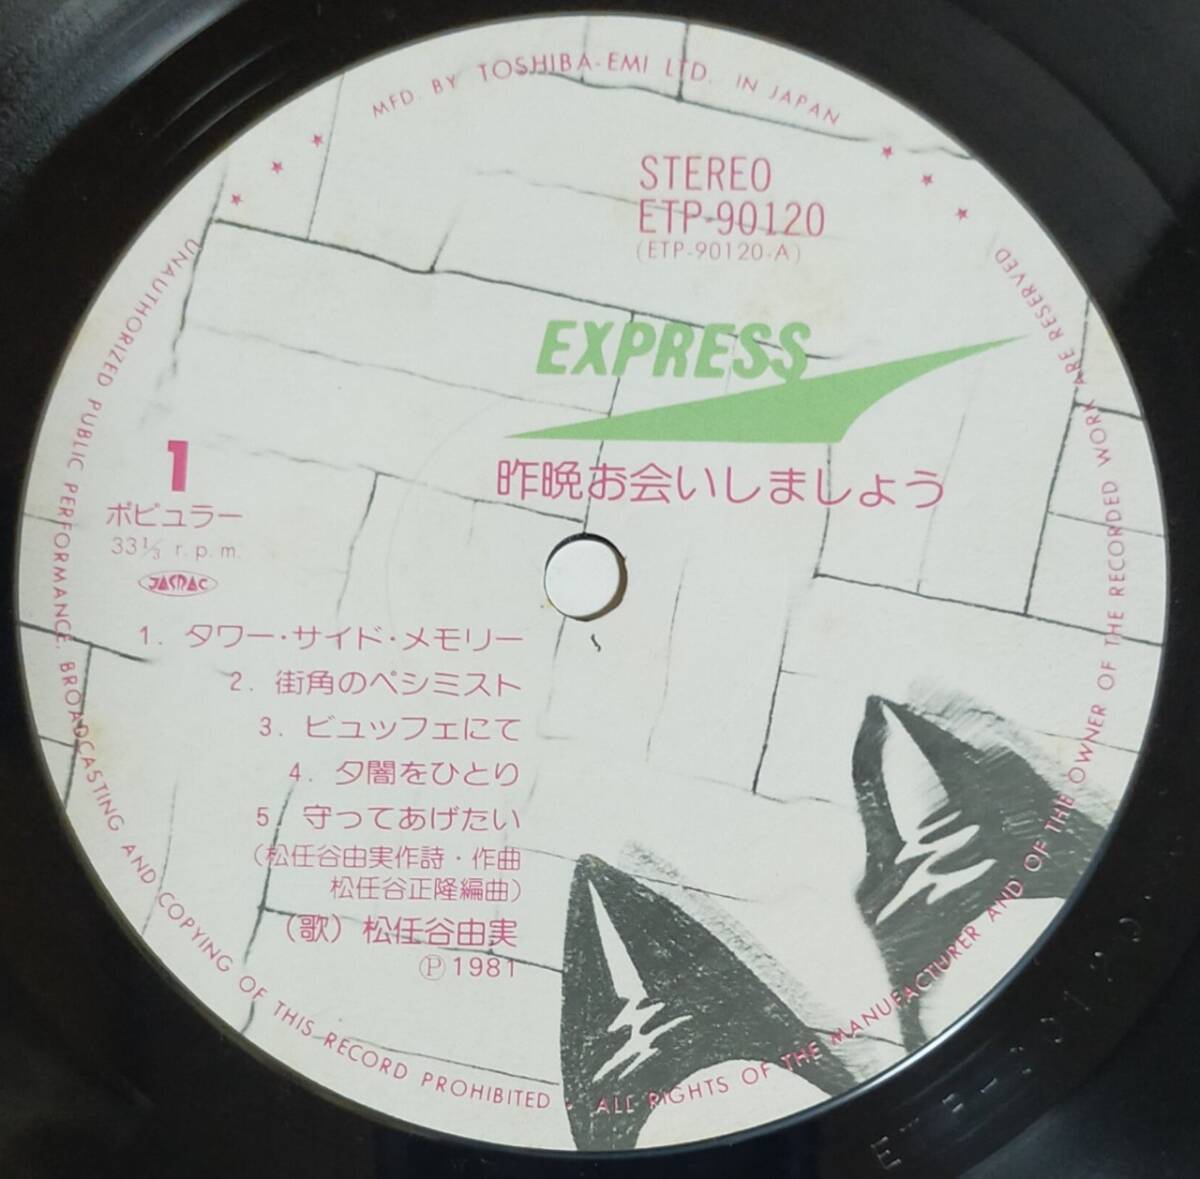 MFD. BY TOSHIBA-EMI LTD. IN JAPAN
STEREO
ETP-90120
(ETP-90120-A)
EXPRESS
昨晩お会いしましょう
1
ポピュラー
33⅓ r.p.m.
JASRAC
1. タワー・サイド・メモリー
2. 街角のペシミスト
3. ビュッフェにて
4. 夕闇をひとり
5. 守ってあげたい
(松任谷由実作詩・作曲
松任谷正隆編曲)
(歌) 松任谷由実
Ⓟ1981
UNAUTHORIZED PUBLIC PERFORMANCE, BROADCASTING AND COPYING OF THIS RECORD PROHIBITED • ALL RIGHTS OF THE MANUFACTURER AND OF THE OWNER OF THE RECORDED WORK ARE RESERVED